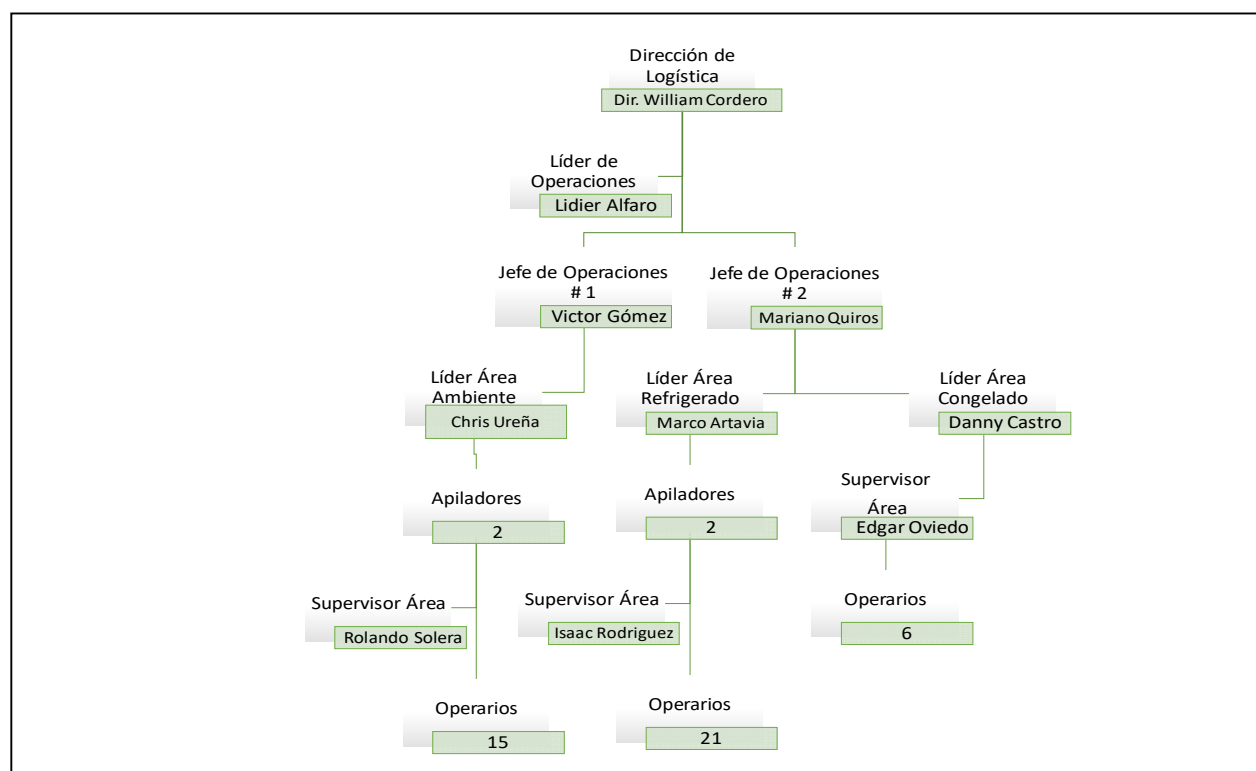 Dirección de
Logística
Dir. William Cordero
Líder de
Operaciones
Lidier Alfaro
Jefe de Operaciones
# 1
Victor Gómez
Jefe de Operaciones
# 2
Mariano Quiros
Líder Área
Ambiente
Chris Ureña
Líder Área
Refrigerado
Marco Artavia
Líder Área
Congelado
Danny Castro
Apiladores
2
Apiladores
2
Supervisor
Área
Edgar Oviedo
Supervisor Área
Rolando Solera
Supervisor Área
Isaac Rodriguez
Operarios
6
Operarios
15
Operarios
21